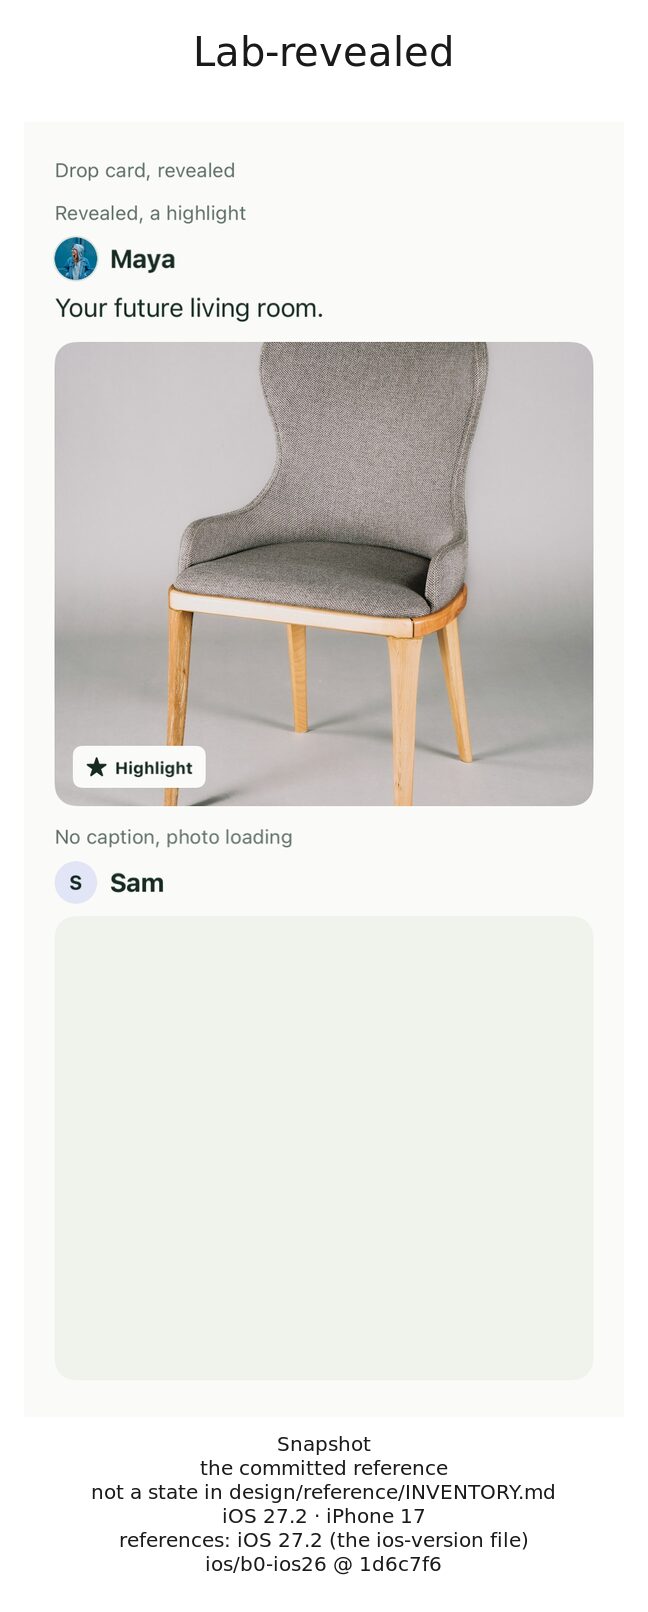 Lab-revealed
Drop card, revealed
Revealed, a highlight
Maya
Your future living room.
Highlight
No caption, photo loading
S
Sam
Snapshot
the committed reference
not a state in design/reference/INVENTORY.md
iOS 27.2 · iPhone 17
references: iOS 27.2 (the ios-version file)
ios/b0-ios26 @ 1d6c7f6